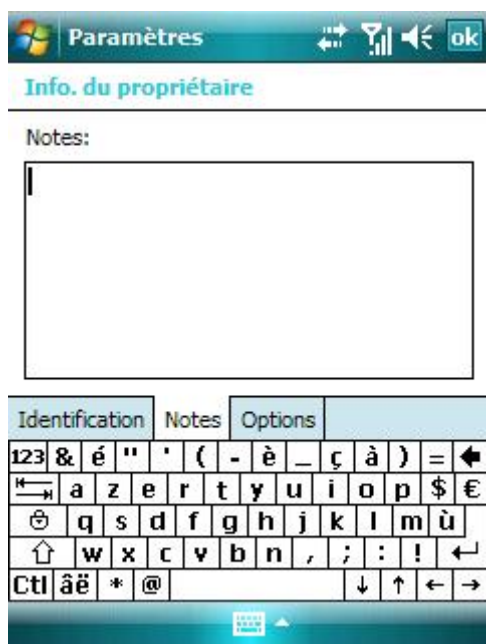 Paramètres ok
Info. du propriétaire
Notes:
Identification Notes Options
123 & é " ' ( - è _ ç à ) =
a z e r t y u i o p $ €
q s d f g h j k l m ù
w x c v b n , ; : !
Ctl âë * @ ↓ ↑ ← →